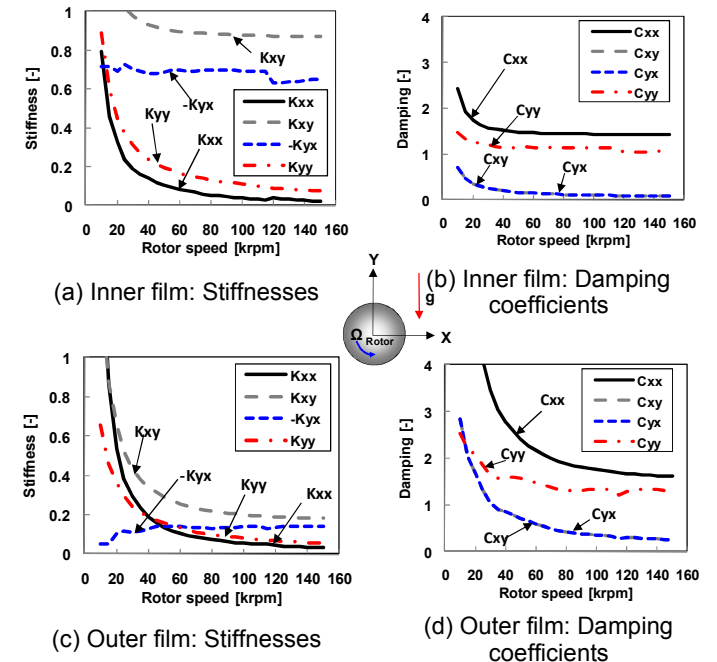 1
0.8
0.6
0.4
0.2
0
Stiffness [-]
0 20 40 60 80 100 120 140 160
Rotor speed [krpm]
Kxy
-Kyx
Kyy
Kxx
Kxx
Kxy
-Kyx
Kyy
(a) Inner film: Stiffnesses
4
3
2
1
0
Damping [-]
0 20 40 60 80 100 120 140 160
Rotor speed [krpm]
Cxx
Cyy
Cxy
Cyx
Cxx
Cxy
Cyx
Cyy
(b) Inner film: Damping
coefficients
Y
g
X
Ω
Rotor
1
0.8
0.6
0.4
0.2
0
Stiffness [-]
0 20 40 60 80 100 120 140 160
Rotor speed [krpm]
Kxy
-Kyx
Kyy
Kxx
Kxx
Kxy
-Kyx
Kyy
(c) Outer film: Stiffnesses
4
3
2
1
0
Damping [-]
0 20 40 60 80 100 120 140 160
Rotor speed [krpm]
Cxx
Cyy
Cxy
Cyx
Cxx
Cxy
Cyx
Cyy
(d) Outer film: Damping
coefficients